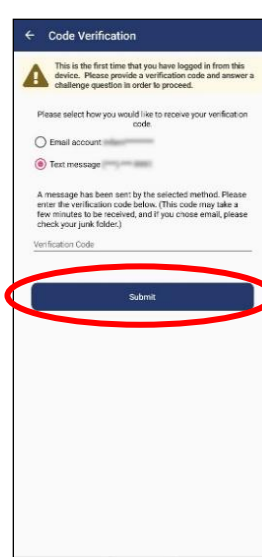 Code Verification
This is the first time that you have logged in from this
device. Please provide a verification code and answer a
challenge question in order to proceed.
Please select how you would like to receive your verification
code.
Email account
Text message
A message has been sent by the selected method. Please
enter the verification code below. (This code may take a
few minutes to be received, and if you chose email, please
check your junk folder.)
Verification Code
Submit